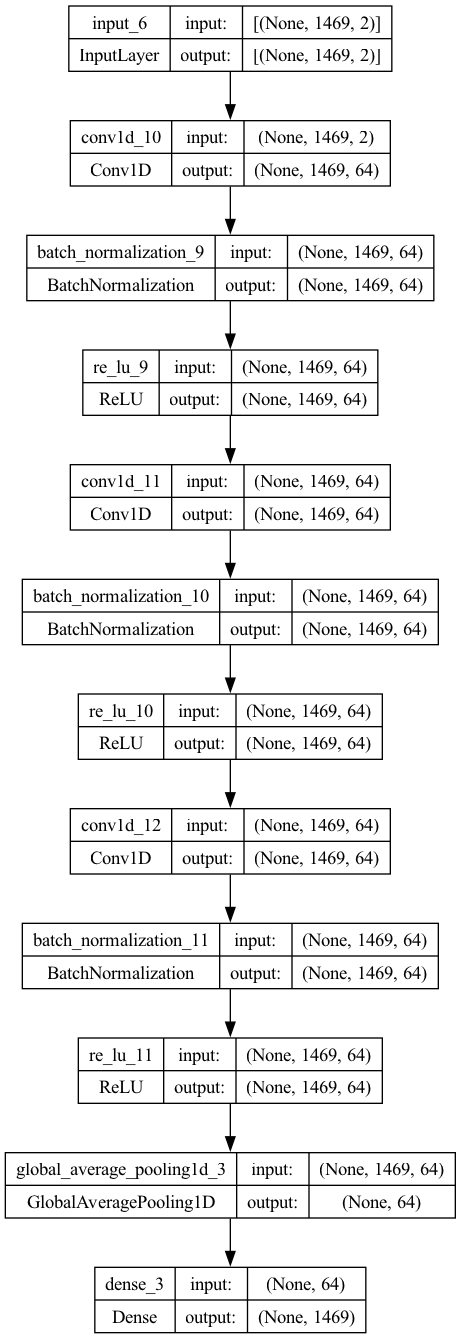 input_6 input: [(None, 1469, 2)]
InputLayer output: [(None, 1469, 2)]
conv1d_10 input: (None, 1469, 2)
Conv1D output: (None, 1469, 64)
batch_normalization_9 input: (None, 1469, 64)
BatchNormalization output: (None, 1469, 64)
re_lu_9 input: (None, 1469, 64)
ReLU output: (None, 1469, 64)
conv1d_11 input: (None, 1469, 64)
Conv1D output: (None, 1469, 64)
batch_normalization_10 input: (None, 1469, 64)
BatchNormalization output: (None, 1469, 64)
re_lu_10 input: (None, 1469, 64)
ReLU output: (None, 1469, 64)
conv1d_12 input: (None, 1469, 64)
Conv1D output: (None, 1469, 64)
batch_normalization_11 input: (None, 1469, 64)
BatchNormalization output: (None, 1469, 64)
re_lu_11 input: (None, 1469, 64)
ReLU output: (None, 1469, 64)
global_average_pooling1d_3 input: (None, 1469, 64)
GlobalAveragePooling1D output: (None, 64)
dense_3 input: (None, 64)
Dense output: (None, 1469)